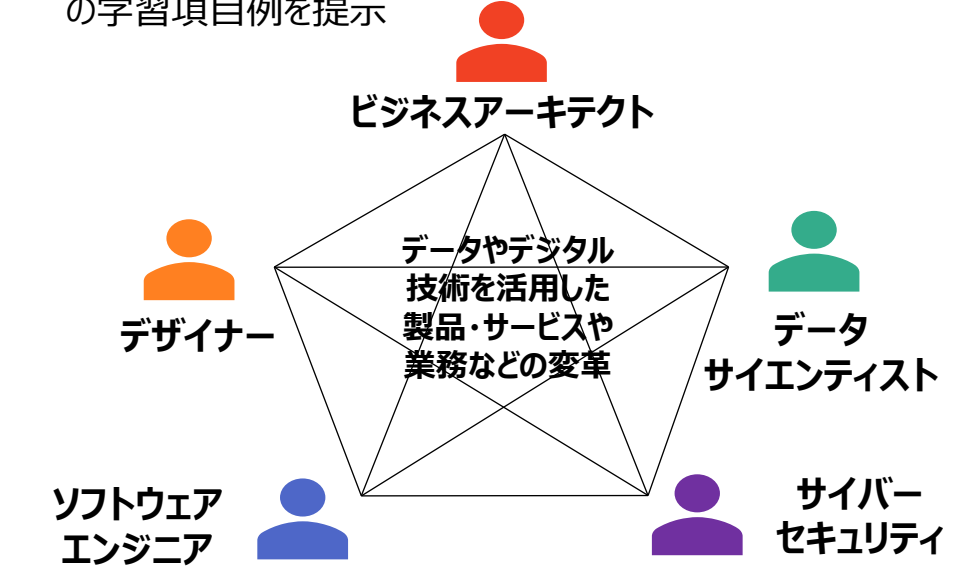 の学習項目例を提示
ビジネスアーキテクト
データやデジタル
技術を活用した
製品・サービスや
業務などの変革
デザイナー
データ
サイエンティスト
ソフトウェア
エンジニア
サイバー
セキュリティ